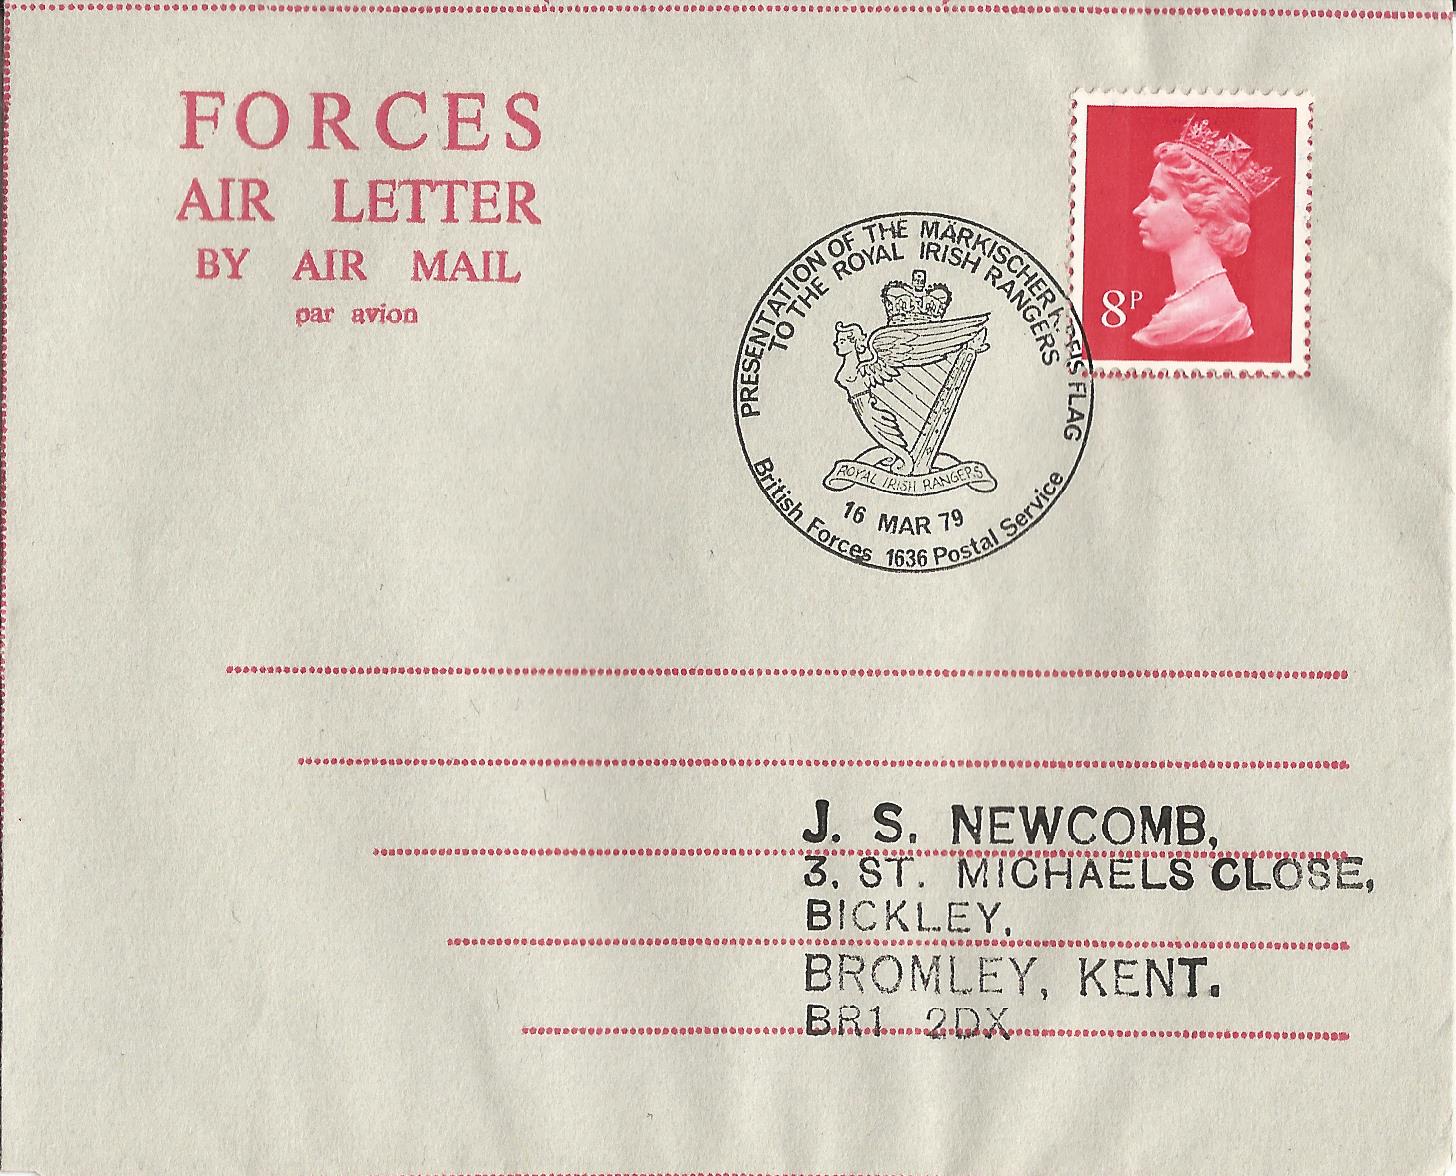 FORCES
AIR LETTER
BY AIR MAIL
par avion
8P
PRESENTATION OF THE MÄRKISCHER KREIS FLAG
TO THE ROYAL IRISH RANGERS
ROYAL IRISH RANGERS
16 MAR 79
British Forces 1636 Postal Service
J. S. NEWCOMB,
3. ST. MICHAELS CLOSE,
BICKLEY,
BROMLEY, KENT.
BR1 2DX